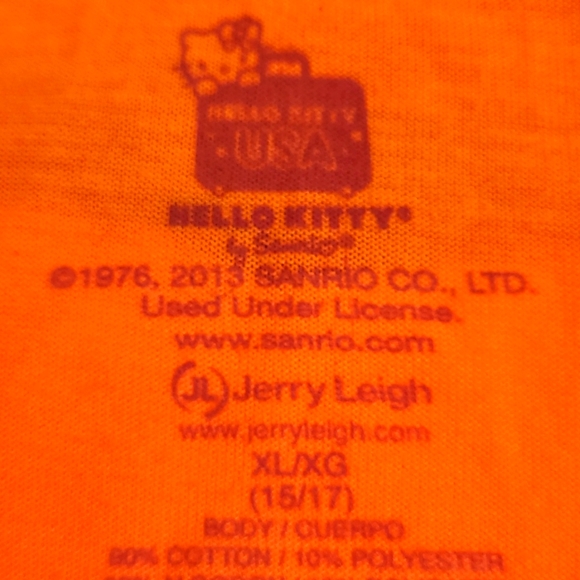 HELLO KITTY
USA
HELLO KITTY®
by Sanrio®
©1976, 2013 SANRIO CO., LTD.
Used Under License.
www.sanrio.com
JL Jerry Leigh
www.jerryleigh.com
XL/XG
(15/17)
BODY / CUERPO
90% COTTON / 10% POLYESTER